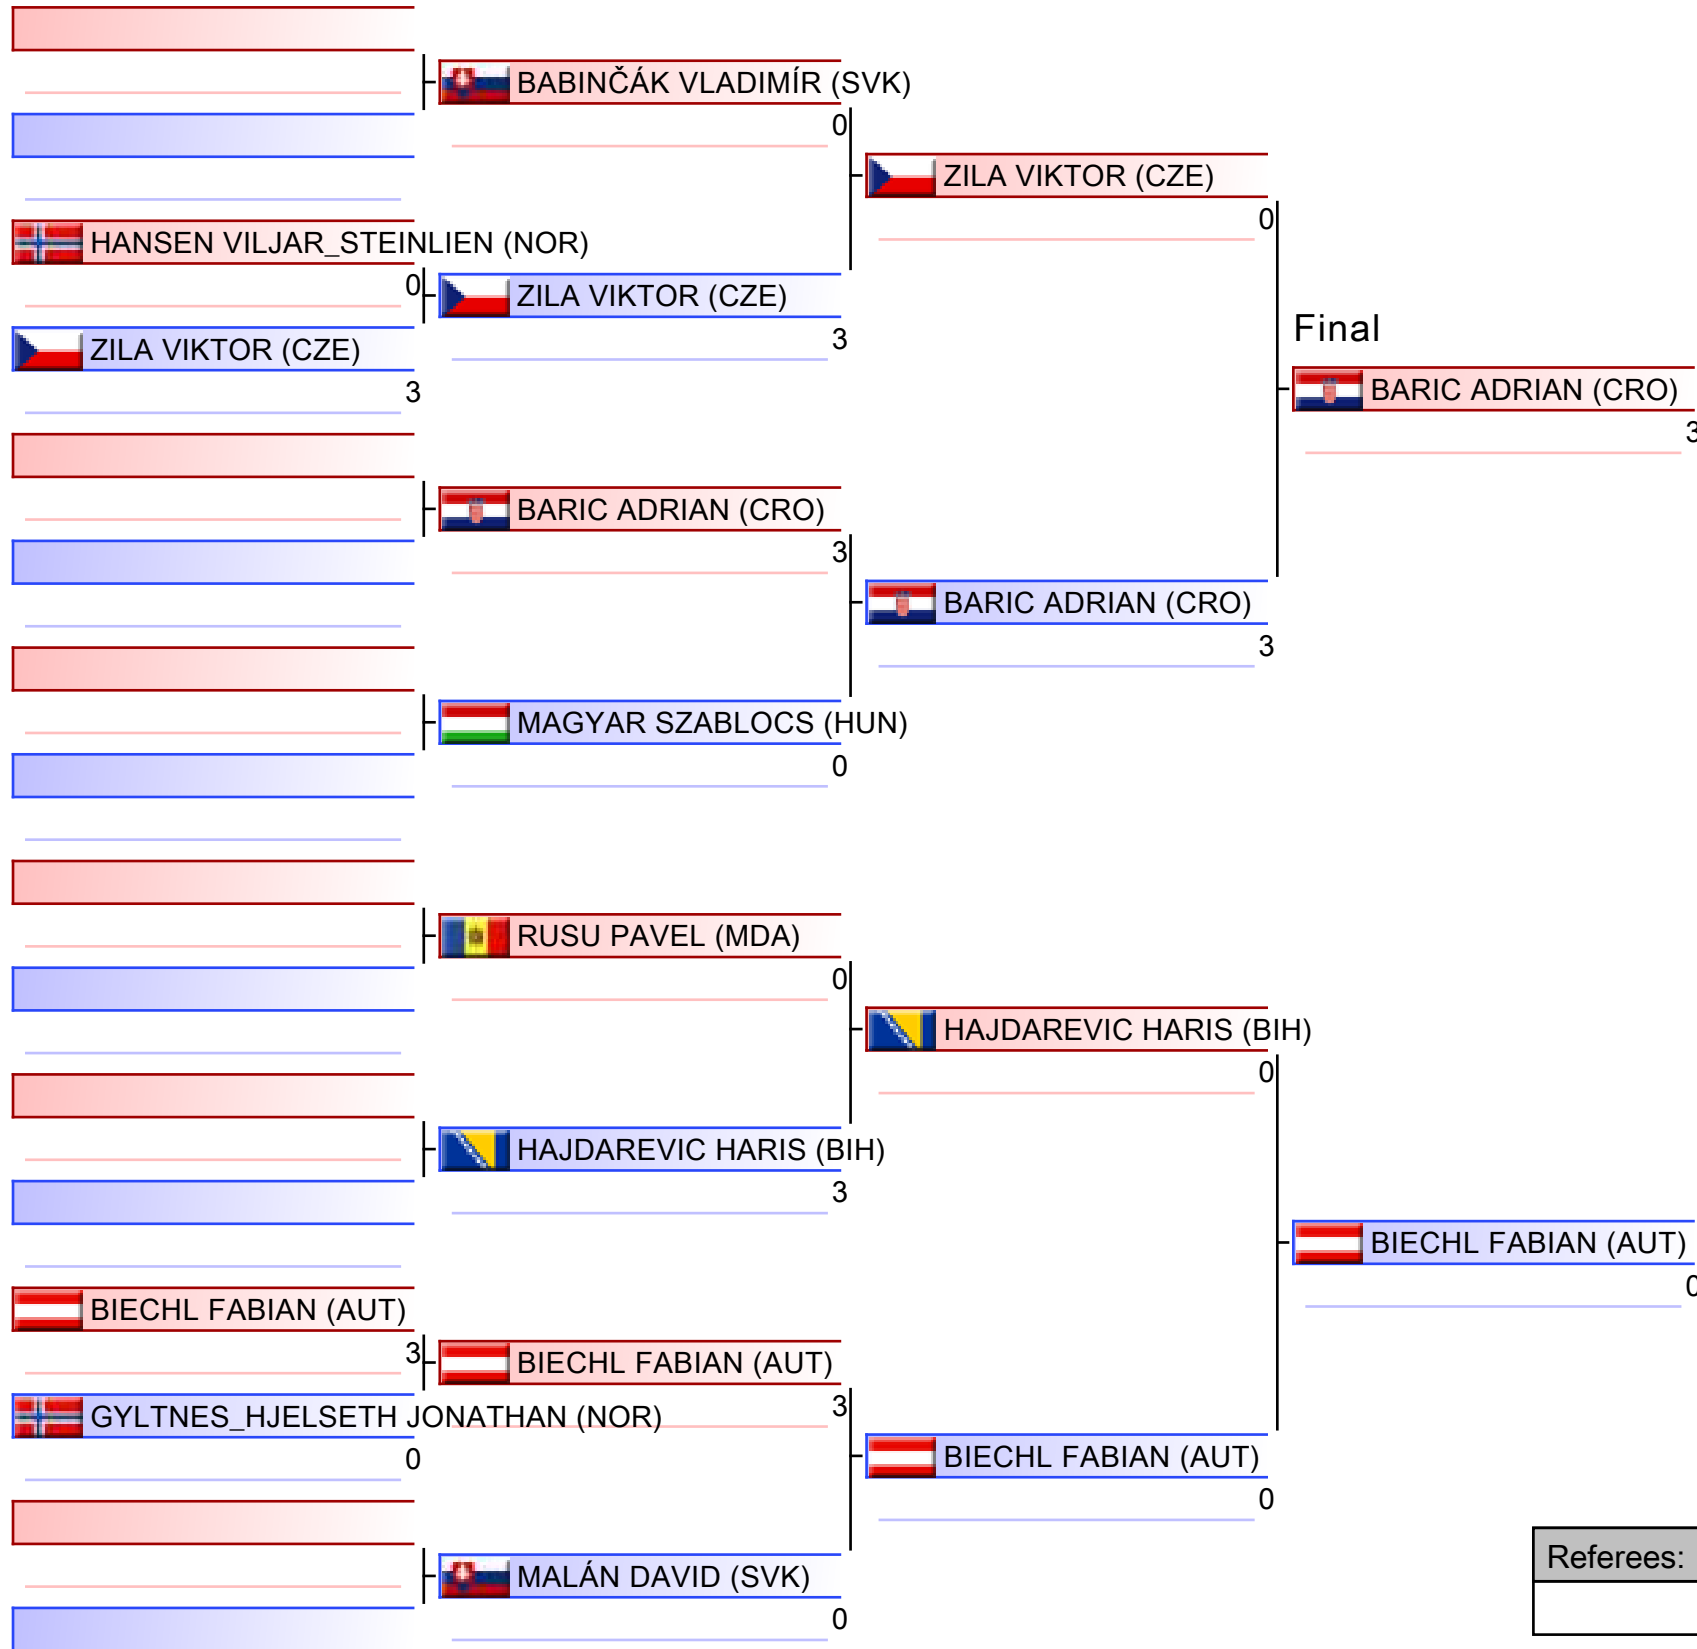 BABINČÁK VLADIMÍR (SVK)
0
ZILA VIKTOR (CZE)
0
HANSEN VILJAR_STEINLIEN (NOR)
0
ZILA VIKTOR (CZE)
3
ZILA VIKTOR (CZE)
3
Final
BARIC ADRIAN (CRO)
3
BARIC ADRIAN (CRO)
3
BARIC ADRIAN (CRO)
3
MAGYAR SZABLOCS (HUN)
0
RUSU PAVEL (MDA)
0
HAJDAREVIC HARIS (BIH)
0
HAJDAREVIC HARIS (BIH)
3
BIECHL FABIAN (AUT)
0
BIECHL FABIAN (AUT)
3
BIECHL FABIAN (AUT)
3
GYLTNES_HJELSETH JONATHAN (NOR)
0
BIECHL FABIAN (AUT)
0
MALÁN DAVID (SVK)
0
Referees: